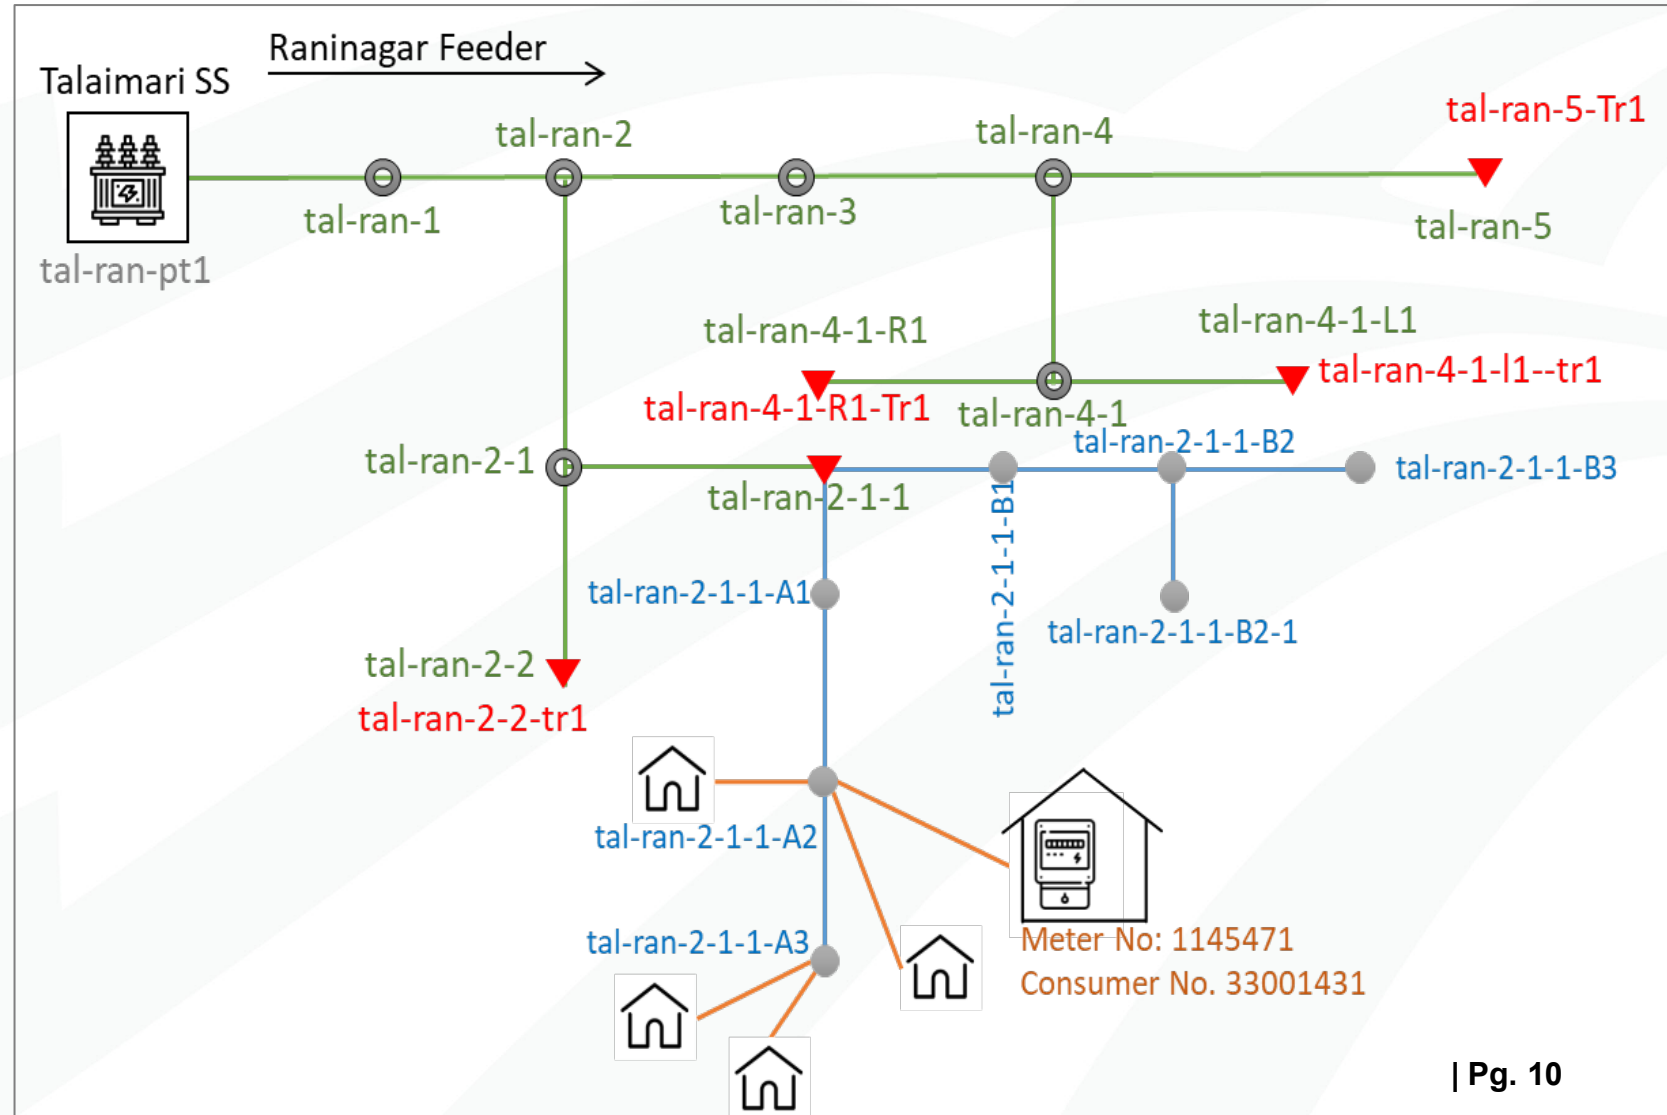 Raninagar Feeder
Talaimari SS
tal-ran-pt1
tal-ran-1
tal-ran-2
tal-ran-3
tal-ran-4
tal-ran-5-Tr1
tal-ran-5
tal-ran-4-1-R1
tal-ran-4-1-L1
tal-ran-4-1-l1--tr1
tal-ran-4-1-R1-Tr1
tal-ran-4-1
tal-ran-2-1
tal-ran-2-1-1
tal-ran-2-1-1-B2
tal-ran-2-1-1-B3
tal-ran-2-1-1-B1
tal-ran-2-1-1-A1
tal-ran-2-1-1-B2-1
tal-ran-2-2
tal-ran-2-2-tr1
tal-ran-2-1-1-A2
tal-ran-2-1-1-A3
Meter No: 1145471
Consumer No. 33001431
| Pg. 10